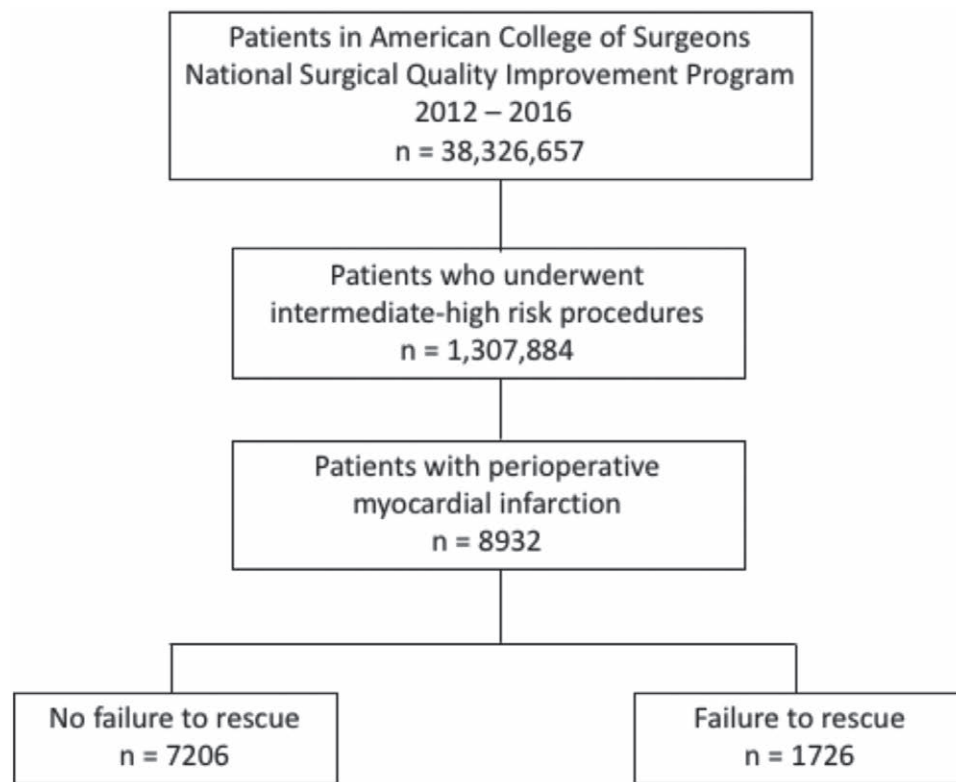 Patients in American College of Surgeons
National Surgical Quality Improvement Program
2012 – 2016
n = 38,326,657
Patients who underwent
intermediate-high risk procedures
n = 1,307,884
Patients with perioperative
myocardial infarction
n = 8932
No failure to rescue
n = 7206
Failure to rescue
n = 1726